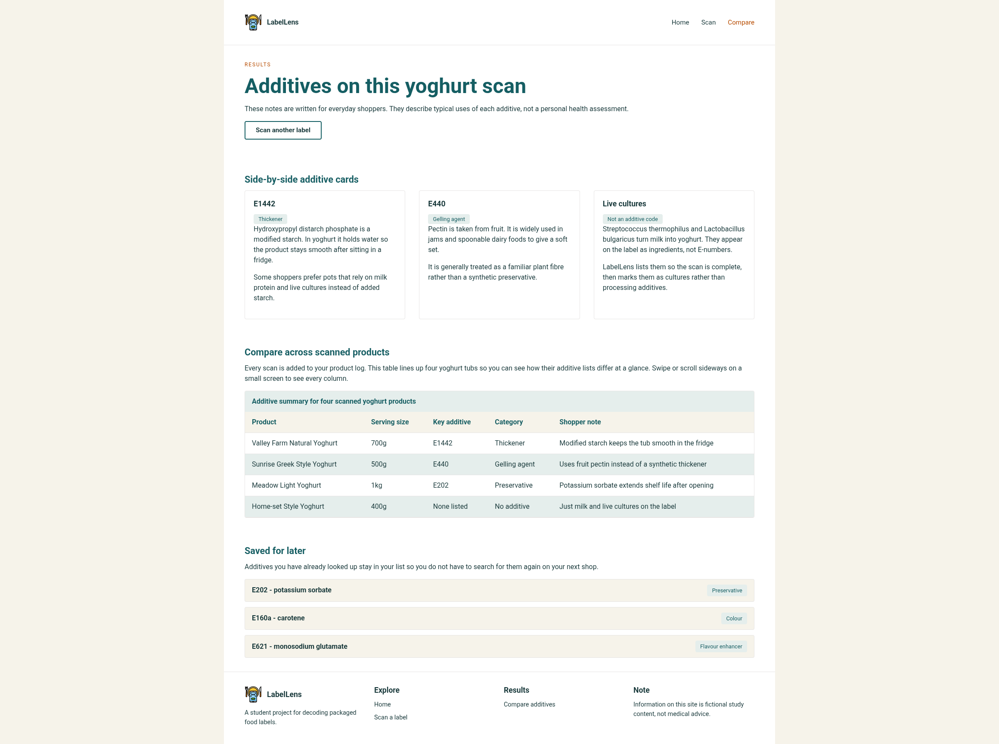 LabelLens
Home Scan Compare
RESULTS
Additives on this yoghurt scan
These notes are written for everyday shoppers. They describe typical uses of each additive, not a personal health assessment.
Scan another label
Side-by-side additive cards
E1442
Thickener
Hydroxypropyl distarch phosphate is a
modified starch. In yoghurt it holds water so
the product stays smooth after sitting in a
fridge.
Some shoppers prefer pots that rely on milk
protein and live cultures instead of added
starch.
E440
Gelling agent
Pectin is taken from fruit. It is widely used in
jams and spoonable dairy foods to give a soft
set.
It is generally treated as a familiar plant fibre
rather than a synthetic preservative.
Live cultures
Not an additive code
Streptococcus thermophilus and Lactobacillus
bulgaricus turn milk into yoghurt. They appear
on the label as ingredients, not E-numbers.
LabelLens lists them so the scan is complete,
then marks them as cultures rather than
processing additives.
Compare across scanned products
Every scan is added to your product log. This table lines up four yoghurt tubs so you can see how their additive lists differ at a glance. Swipe or scroll sideways on a
small screen to see every column.
Additive summary for four scanned yoghurt products
Product Serving size Key additive Category Shopper note
Valley Farm Natural Yoghurt 700g E1442 Thickener Modified starch keeps the tub smooth in the fridge
Sunrise Greek Style Yoghurt 500g E440 Gelling agent Uses fruit pectin instead of a synthetic thickener
Meadow Light Yoghurt 1kg E202 Preservative Potassium sorbate extends shelf life after opening
Home-set Style Yoghurt 400g None listed No additive Just milk and live cultures on the label
Saved for later
Additives you have already looked up stay in your list so you do not have to search for them again on your next shop.
E202 - potassium sorbate Preservative
E160a - carotene Colour
E621 - monosodium glutamate Flavour enhancer
LabelLens
A student project for decoding packaged
food labels.
Explore
Home
Scan a label
Results
Compare additives
Note
Information on this site is fictional study
content, not medical advice.